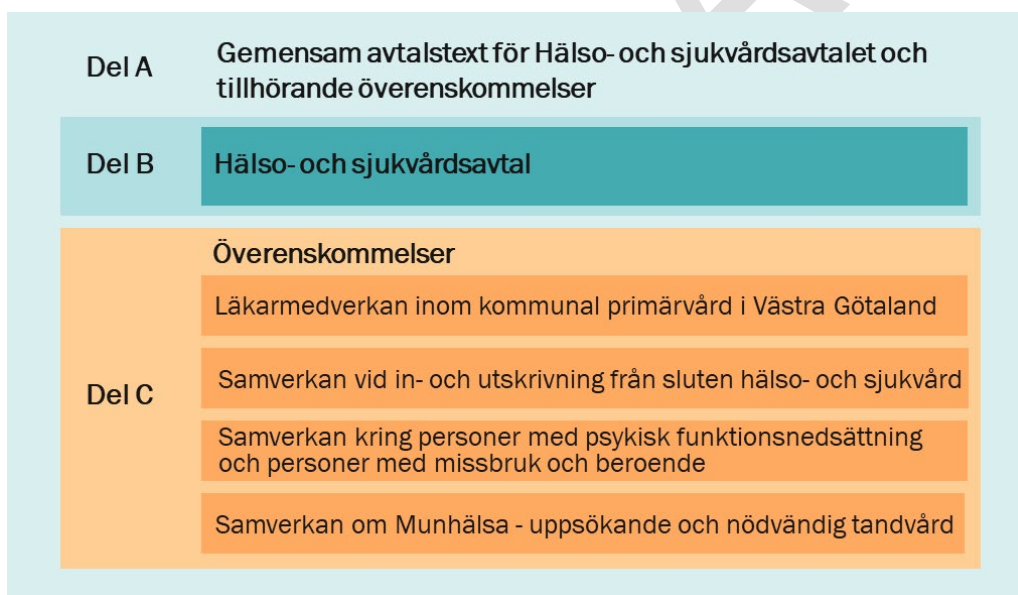 Del A
Gemensam avtalstext för Hälso- och sjukvårdsavtalet och
tillhörande överenskommelser
Del B
Hälso- och sjukvårdsavtal
Del C
Överenskommelser
Läkarmedverkan inom kommunal primärvård i Västra Götaland
Samverkan vid in- och utskrivning från sluten hälso- och sjukvård
Samverkan kring personer med psykisk funktionsnedsättning
och personer med missbruk och beroende
Samverkan om Munhälsa - uppsökande och nödvändig tandvård